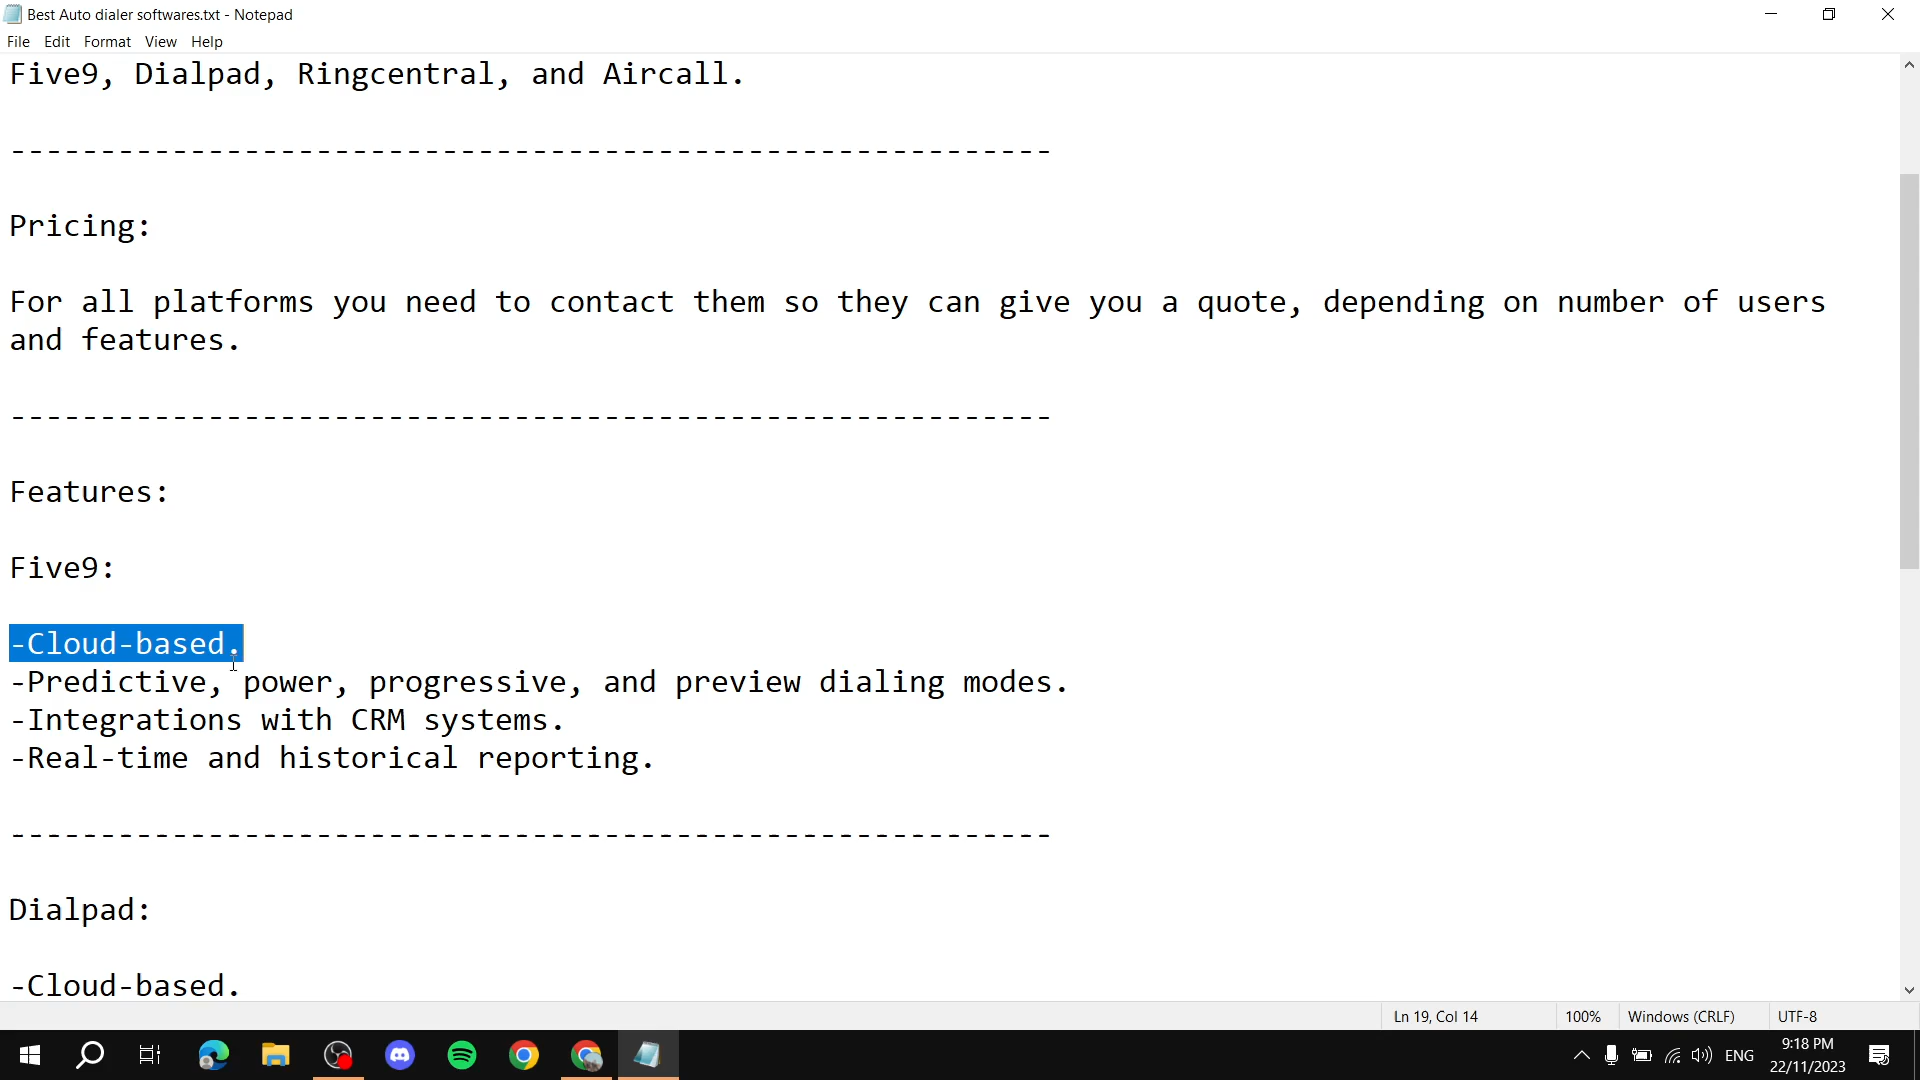 Best Auto dialer softwares.txt - Notepad
File Edit Format View Help
Five9, Dialpad, Ringcentral, and Aircall.
----------------------------------------------------------
Pricing:
For all platforms you need to contact them so they can give you a quote, depending on number of users
and features.
----------------------------------------------------------
Features:
Five9:
-Cloud-based.
-Predictive, power, progressive, and preview dialing modes.
-Integrations with CRM systems.
-Real-time and historical reporting.
----------------------------------------------------------
Dialpad:
-Cloud-based.
Ln 19, Col 14 100% Windows (CRLF) UTF-8
ENG 9:18 PM
22/11/2023